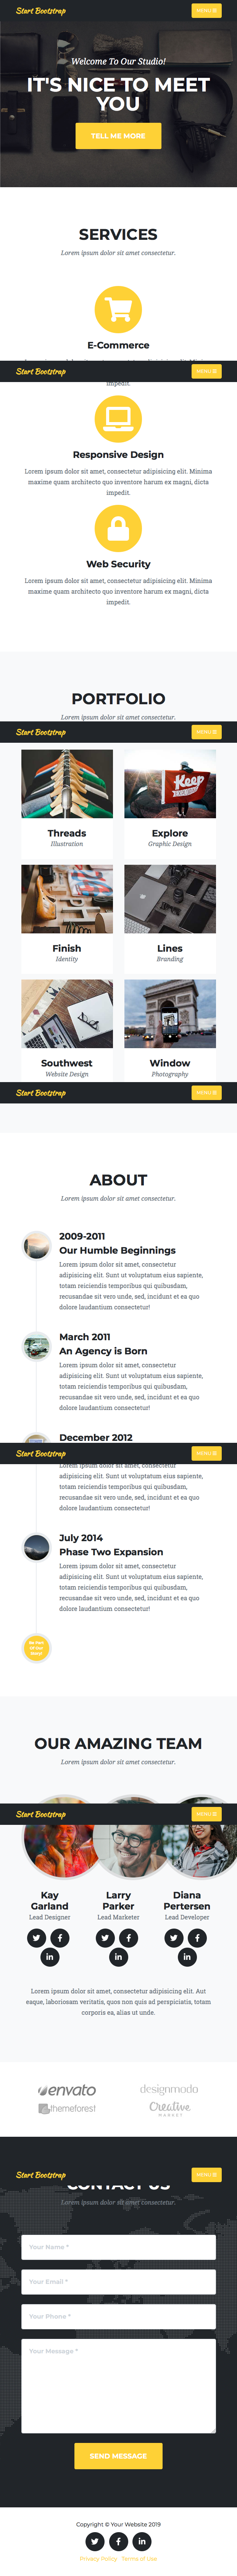 Start Bootstrap
MENU
Welcome To Our Studio!
IT'S NICE TO MEET
YOU
TELL ME MORE
SERVICES
Lorem ipsum dolor sit amet consectetur.
E-Commerce
Start Bootstrap
MENU
impedit.
Responsive Design
Lorem ipsum dolor sit amet, consectetur adipisicing elit. Minima
maxime quam architecto quo inventore harum ex magni, dicta
impedit.
Web Security
Lorem ipsum dolor sit amet, consectetur adipisicing elit. Minima
maxime quam architecto quo inventore harum ex magni, dicta
impedit.
PORTFOLIO
Lorem ipsum dolor sit amet consectetur.
Start Bootstrap
MENU
Keep
Threads
Illustration
Explore
Graphic Design
Finish
Identity
Lines
Branding
Southwest
Website Design
Window
Photography
Start Bootstrap
MENU
ABOUT
Lorem ipsum dolor sit amet consectetur.
2009-2011
Our Humble Beginnings
Lorem ipsum dolor sit amet, consectetur
adipisicing elit. Sunt ut voluptatum eius sapiente,
totam reiciendis temporibus qui quibusdam,
recusandae sit vero unde, sed, incidunt et ea quo
dolore laudantium consectetur!
March 2011
An Agency is Born
Lorem ipsum dolor sit amet, consectetur
adipisicing elit. Sunt ut voluptatum eius sapiente,
totam reiciendis temporibus qui quibusdam,
recusandae sit vero unde, sed, incidunt et ea quo
dolore laudantium consectetur!
December 2012
Start Bootstrap
MENU
Lorem ipsum dolor sit amet, consectetur
adipisicing elit. Sunt ut voluptatum eius sapiente,
totam reiciendis temporibus qui quibusdam,
recusandae sit vero unde, sed, incidunt et ea quo
dolore laudantium consectetur!
July 2014
Phase Two Expansion
Lorem ipsum dolor sit amet, consectetur
adipisicing elit. Sunt ut voluptatum eius sapiente,
totam reiciendis temporibus qui quibusdam,
recusandae sit vero unde, sed, incidunt et ea quo
dolore laudantium consectetur!
Be Part
Of Our
Story!
OUR AMAZING TEAM
Lorem ipsum dolor sit amet consectetur.
Start Bootstrap
MENU
Kay
Garland
Lead Designer
Larry
Parker
Lead Marketer
Diana
Pertersen
Lead Developer
Lorem ipsum dolor sit amet, consectetur adipisicing elit. Aut
eaque, laboriosam veritatis, quos non quis ad perspiciatis, totam
corporis ea, alias ut unde.
envato
designmodo
themeforest
Creative
MARKET
Start Bootstrap
MENU
CONTACT US
Lorem ipsum dolor sit amet consectetur.
Your Name *
Your Email *
Your Phone *
Your Message *
SEND MESSAGE
Copyright © Your Website 2019
Privacy Policy
Terms of Use